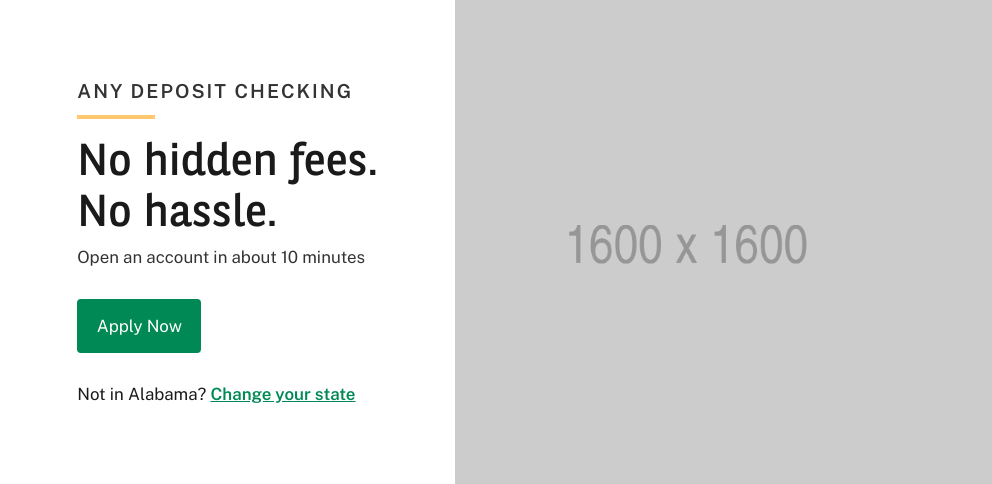 ANY DEPOSIT CHECKING
No hidden fees.
No hassle.
Open an account in about 10 minutes
Apply Now
Not in Alabama? Change your state
1600 x 1600